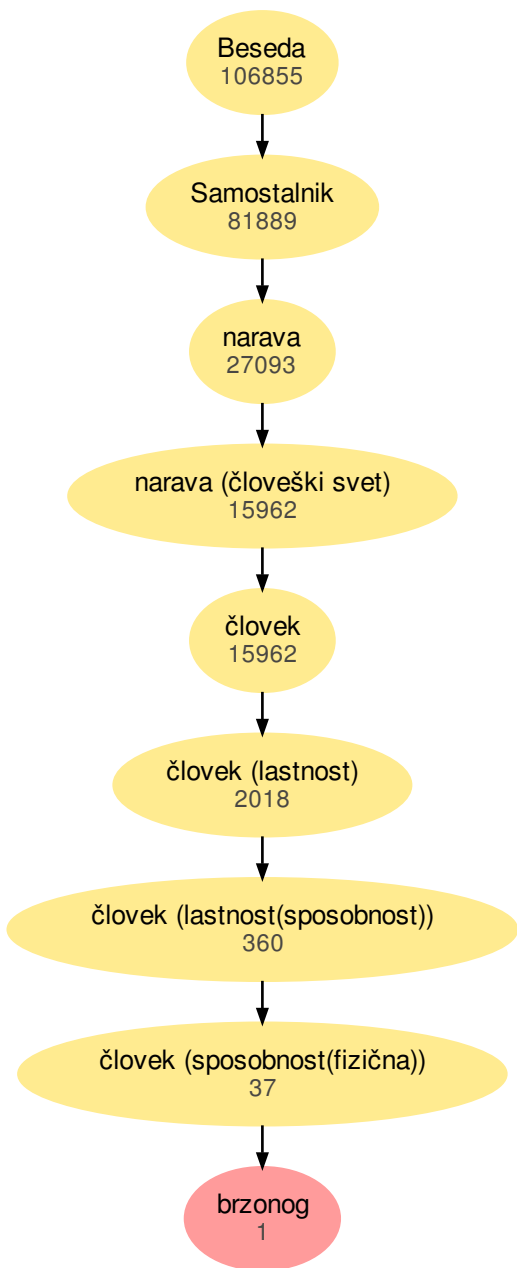 Beseda
106855
Samostalnik
81889
narava
27093
narava (človeški svet)
15962
človek
15962
človek (lastnost)
2018
človek (lastnost(sposobnost))
360
človek (sposobnost(fizična))
37
brzonog
1